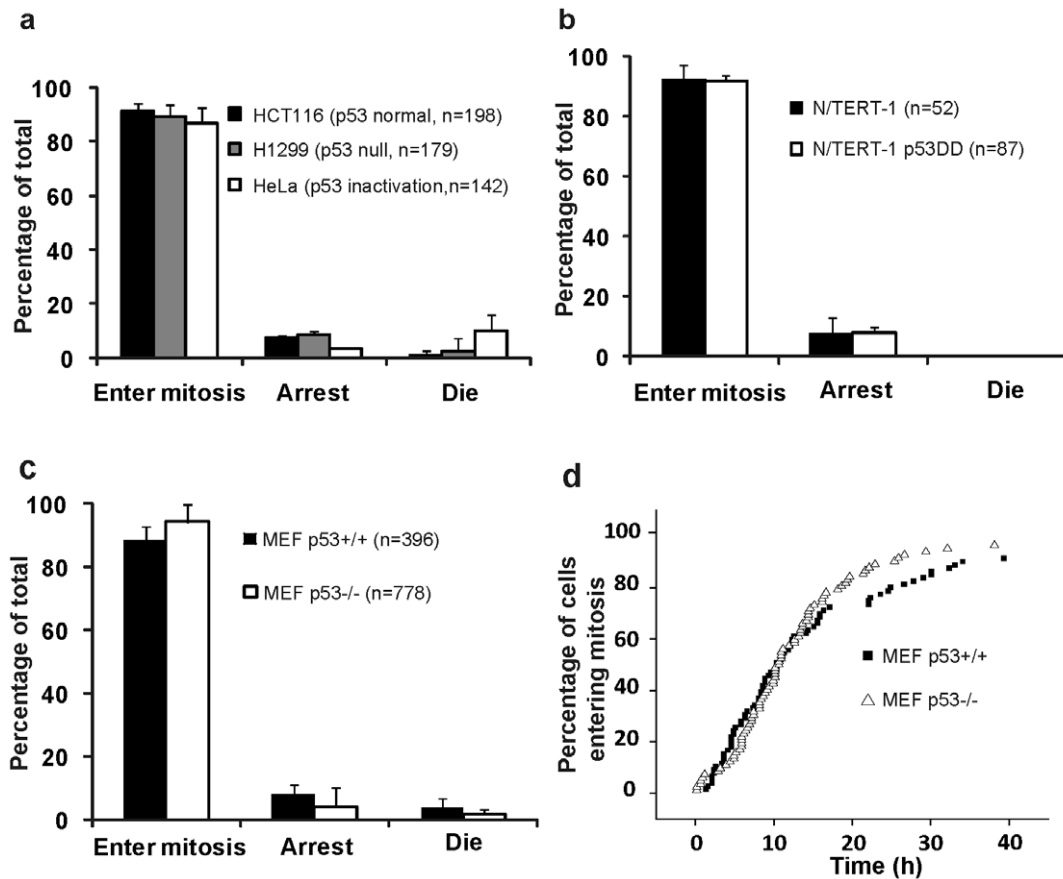 a
Percentage of total
100
80
60
40
20
0
HCT116 (p53 normal, n=198)
H1299 (p53 null, n=179)
HeLa (p53 inactivation,n=142)
Enter mitosis
Arrest
Die
b
Percentage of total
100
80
60
40
20
0
N/TERT-1 (n=52)
N/TERT-1 p53DD (n=87)
Enter mitosis
Arrest
Die
c
Percentage of total
100
80
60
40
20
0
MEF p53+/+ (n=396)
MEF p53-/- (n=778)
Enter mitosis
Arrest
Die
d
Percentage of cells
entering mitosis
100
80
60
40
20
0
MEF p53+/+
MEF p53-/-
0
10
20
30
40
Time (h)